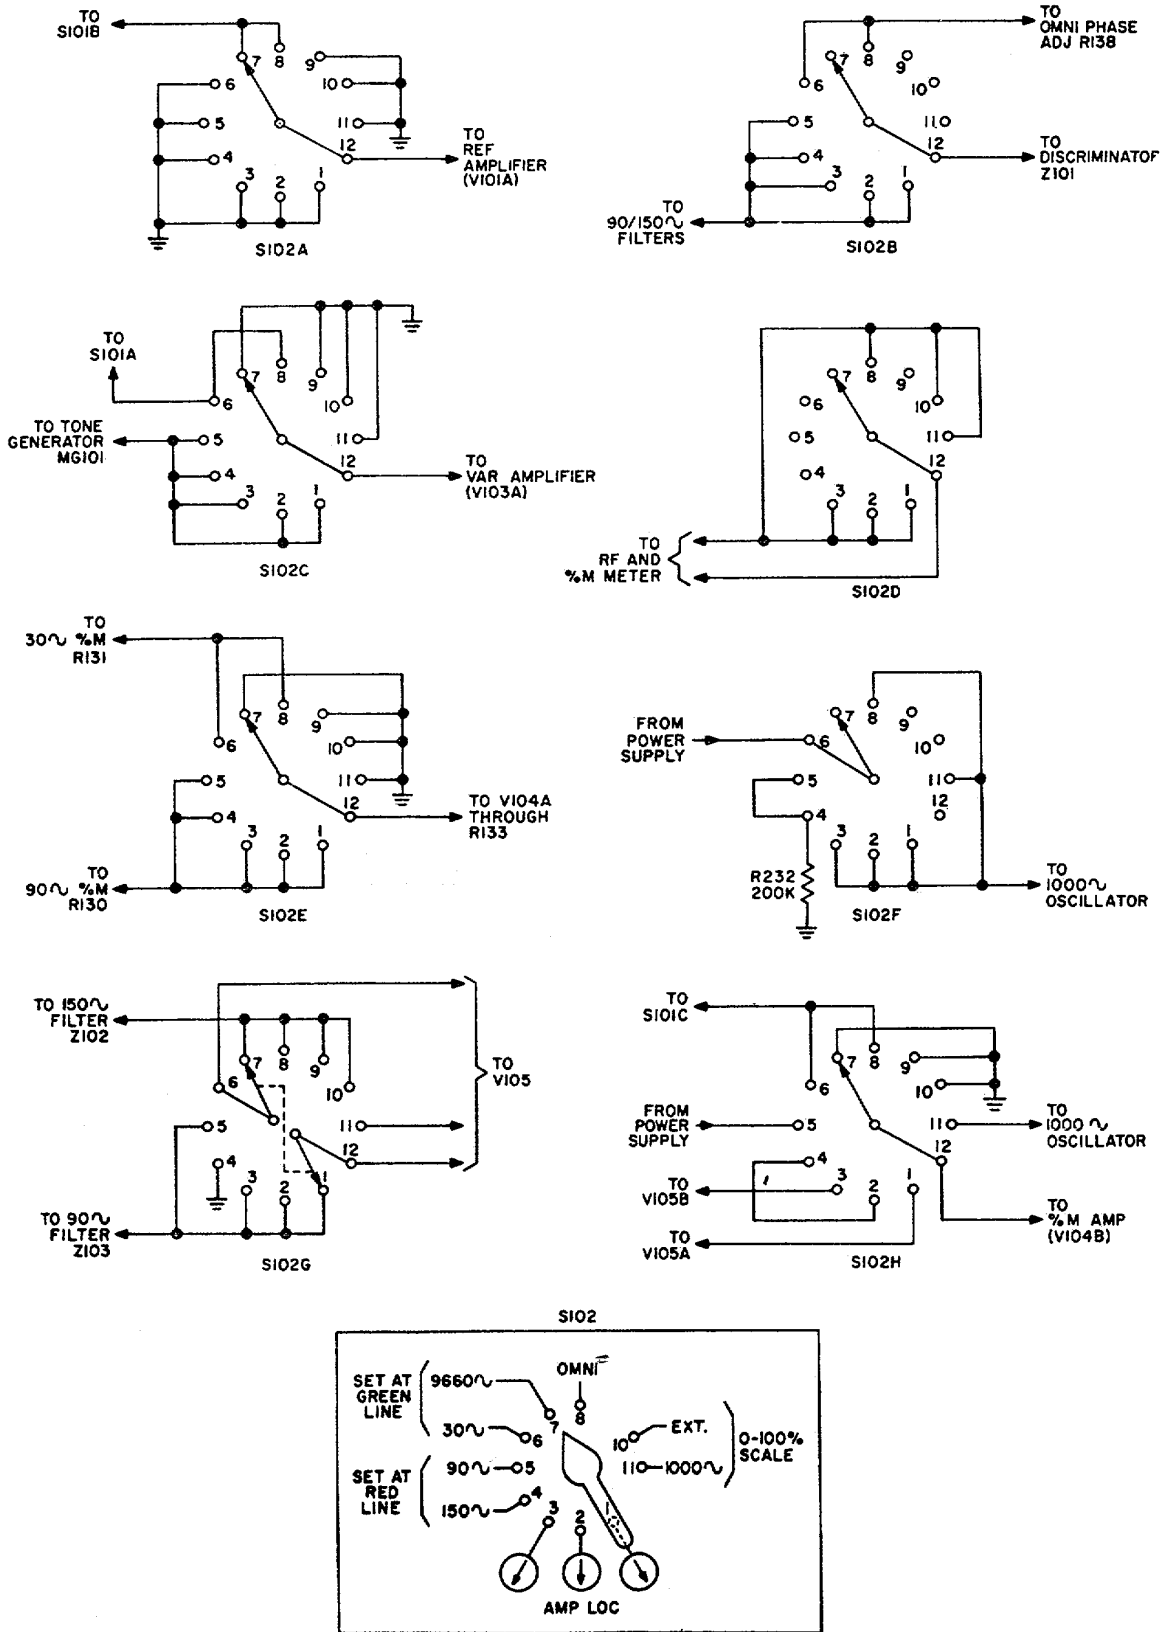 TO
S101B
7
8
9
6
10
5
11
4
12
3
2
1
TO
REF
AMPLIFIER
(V101A)
S102A
TO
OMNI PHASE
ADJ R138
7
8
9
6
10
5
11
4
12
3
2
1
TO
DISCRIMINATOF
Z101
TO
90/150∿
FILTERS
S102B
TO
S101A
7
8
9
6
10
TO TONE
GENERATOR
MG101
5
11
4
12
3
2
1
TO
VAR AMPLIFIER
(V103A)
S102C
7
8
9
6
10
5
11
4
12
3
2
1
TO
RF AND
%M METER
S102D
TO
30∿ %M
R131
7
8
9
6
10
5
11
4
12
3
2
1
TO V104A
THROUGH
R133
TO
90∿ %M
R130
S102E
FROM
POWER
SUPPLY
7
8
9
6
10
5
11
4
12
3
2
1
R232
200K
TO
1000∿
OSCILLATOR
S102F
TO 150∿
FILTER
Z102
7
8
9
6
10
5
11
4
12
3
2
1
TO
V105
TO 90∿
FILTER
Z103
S102G
TO
S101C
7
8
9
6
10
FROM
POWER
SUPPLY
5
11
4
12
3
2
1
TO
1000 ∿
OSCILLATOR
TO
V105B
TO
V105A
TO
%M AMP
(V104B)
S102H
S102
SET AT
GREEN
LINE
9660∿
7
OMNI
8
30∿
6
10
EXT.
SET AT
RED
LINE
90∿
5
11
1000∿
0-100%
SCALE
150∿
4
3
2
AMP LOC